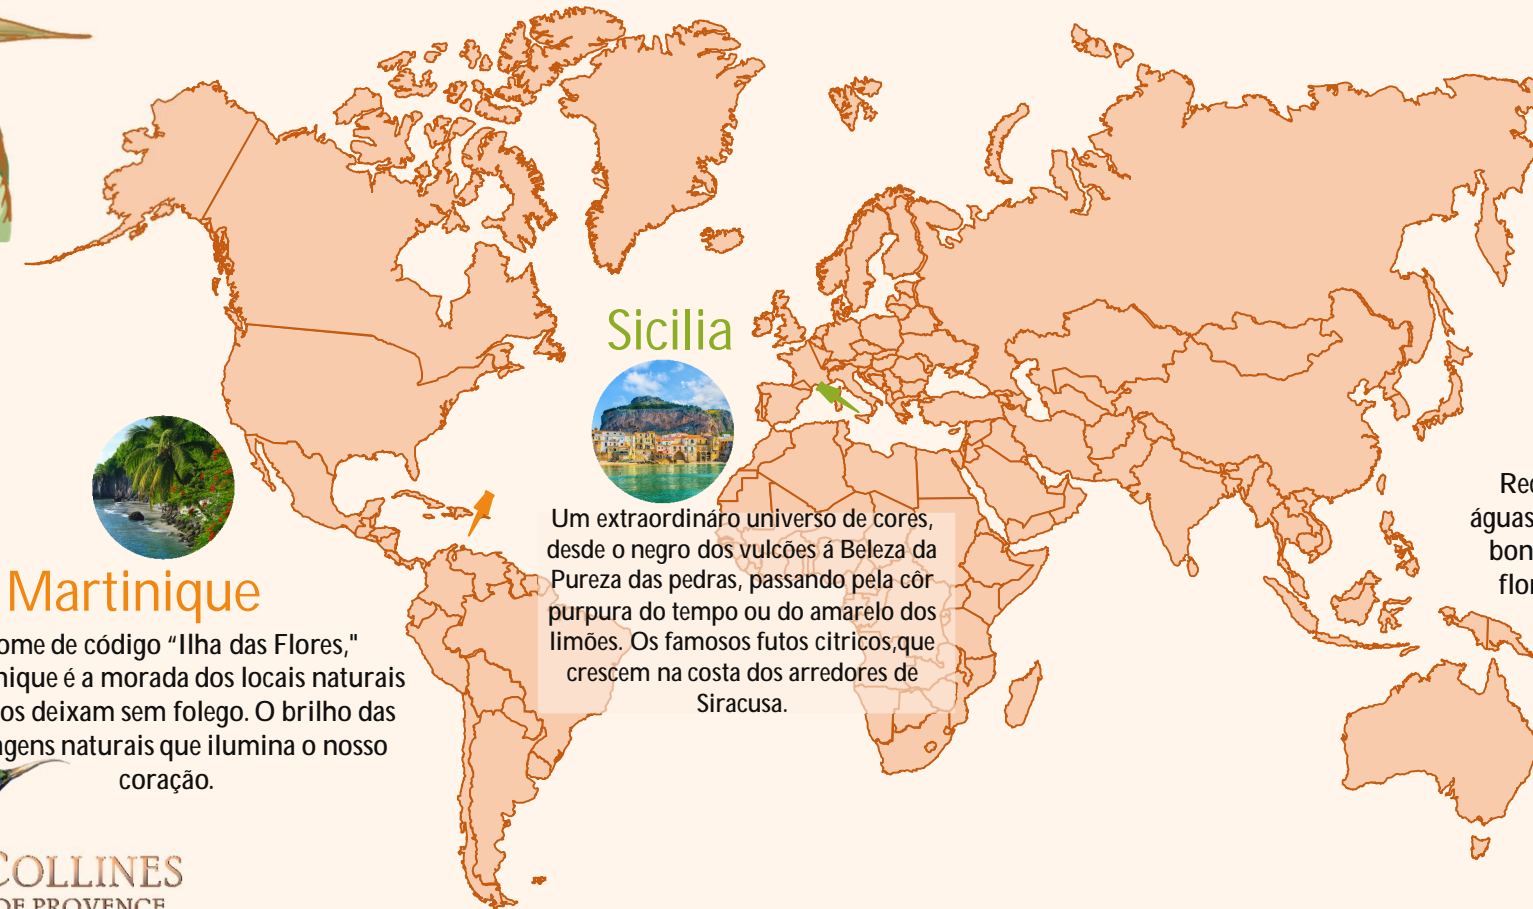 Sicilia
Um extraordináro universo de cores,
desde o negro dos vulcões á Beleza da
Pureza das pedras, passando pela côr
purpura do tempo ou do amarelo dos
limões. Os famosos futos citricos,que
crescem na costa dos arredores de
Siracusa.
Martinique
ome de código “Ilha das Flores,"
nique é a morada dos locais naturais
os deixam sem folego. O brilho das
agens naturais que ilumina o nosso
coração.
COLLINES
DE PROVENCE
Rec
águas
bon
flor